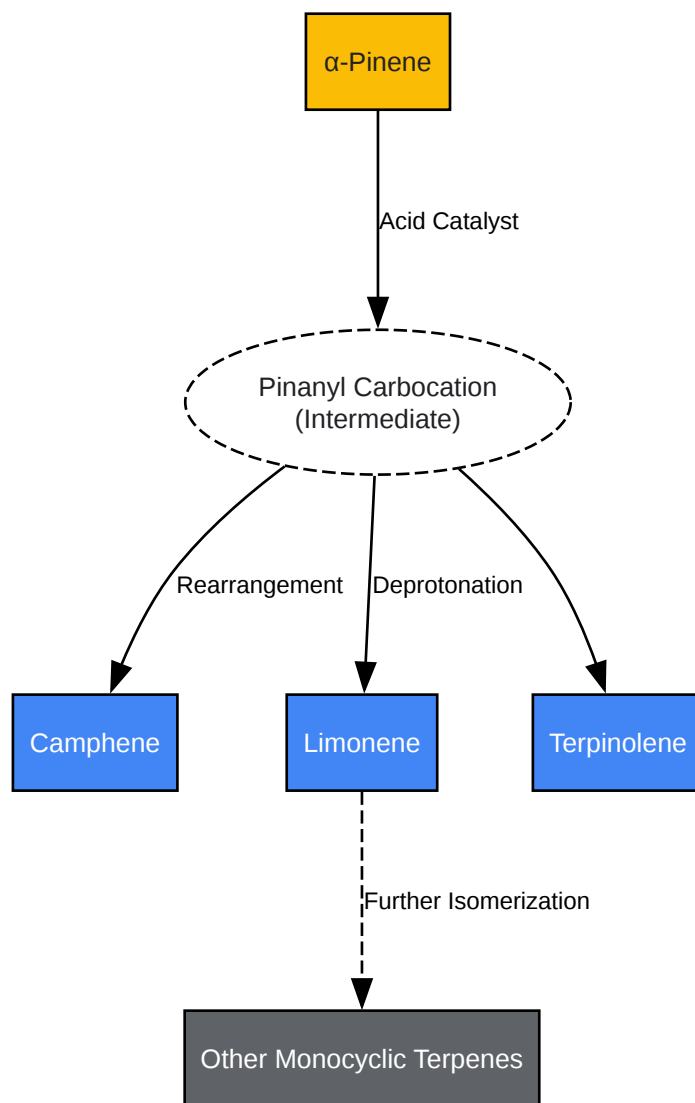 α-Pinene
Acid Catalyst
Pinanyl Carbocation
(Intermediate)
Rearrangement
Deprotonation
Camphene
Limonene
Terpinolene
Further Isomerization
Other Monocyclic Terpenes